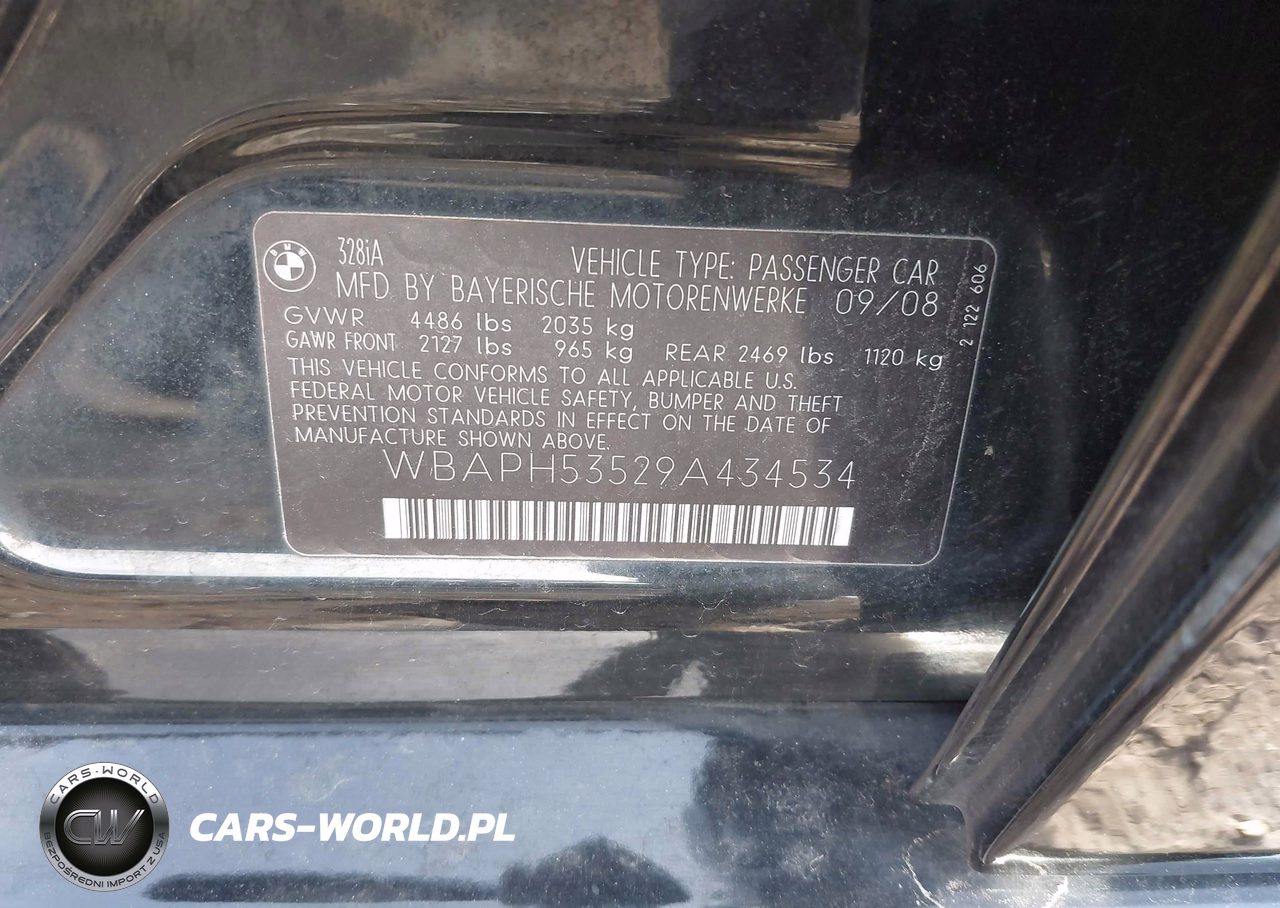 BMW
328iA
VEHICLE TYPE: PASSENGER CAR
MFD BY BAYERISCHE MOTORENWERKE 09/08
GVWR 4486 lbs 2035 kg
GAWR FRONT 2127 lbs 965 kg REAR 2469 lbs 1120 kg
THIS VEHICLE CONFORMS TO ALL APPLICABLE U.S.
FEDERAL MOTOR VEHICLE SAFETY, BUMPER AND THEFT
PREVENTION STANDARDS IN EFFECT ON THE DATE OF
MANUFACTURE SHOWN ABOVE.
WBAPH53529A434534
2 122 606
CARS-WORLD
CW
BEZPOŚREDNI IMPORT Z USA
CARS-WORLD.PL